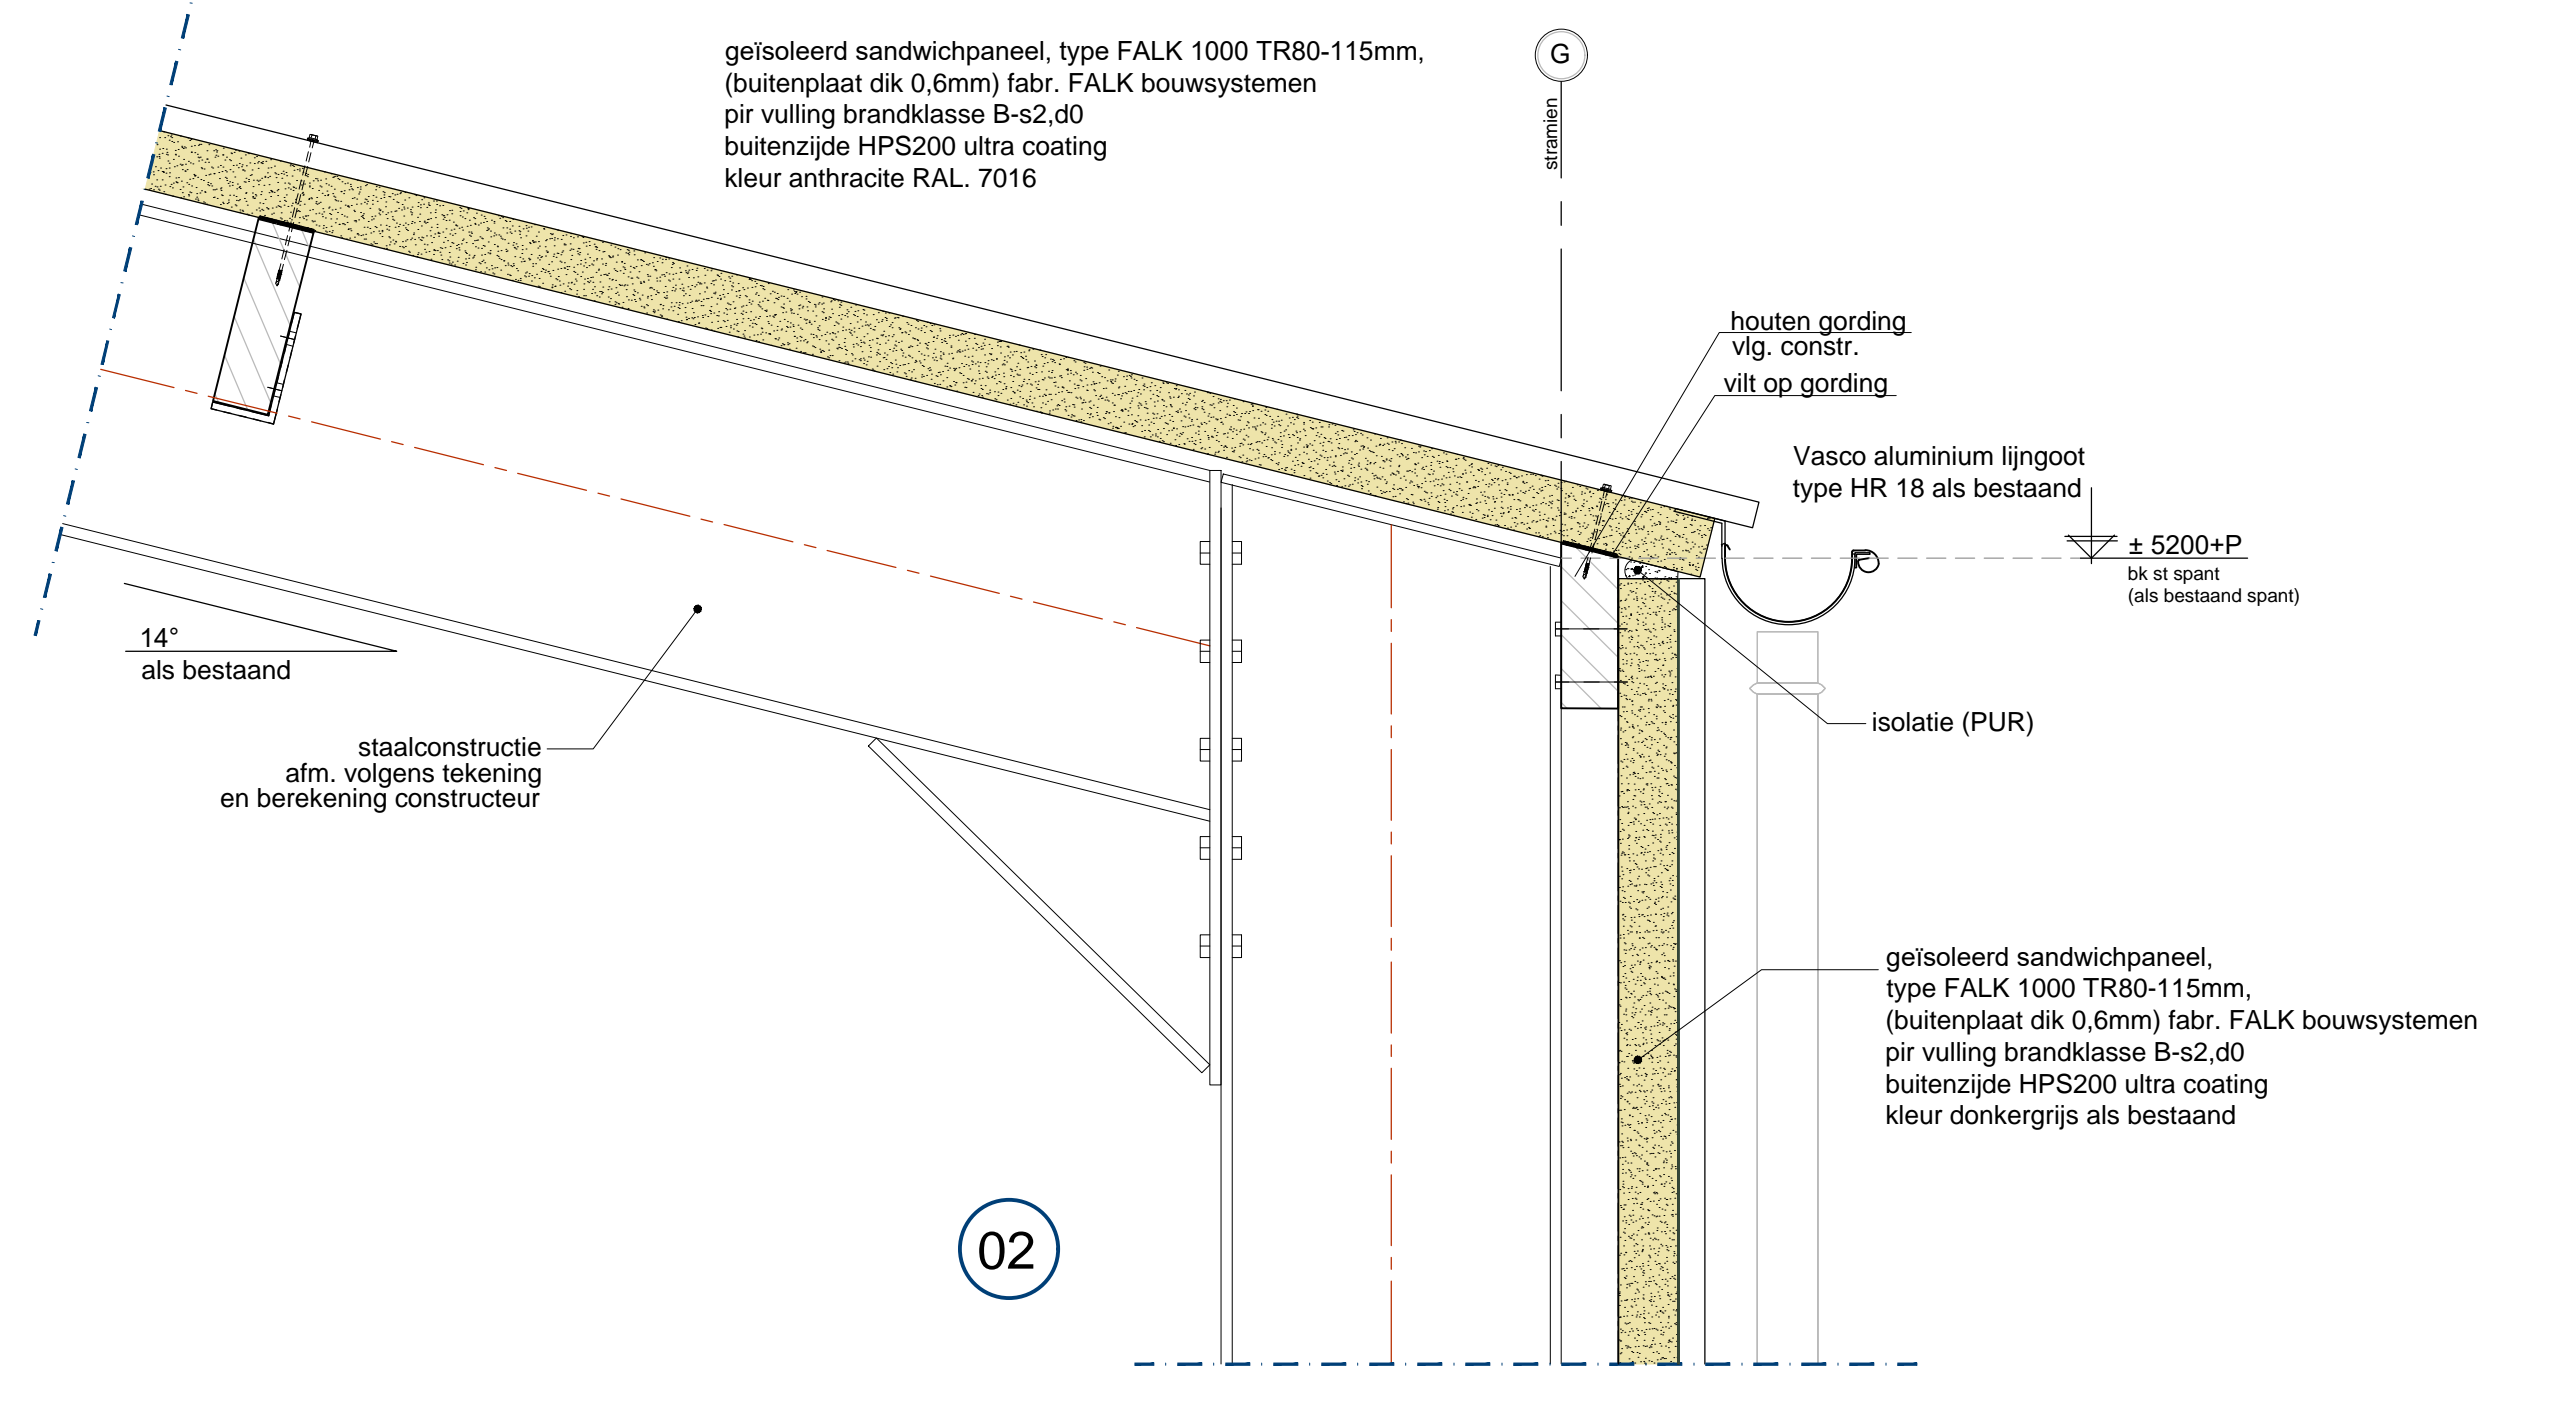 geïsoleerd sandwichpaneel, type FALK 1000 TR80-115mm,
(buitenplaat dik 0,6mm) fabr. FALK bouwsystemen
pir vulling brandklasse B-s2,d0
buitenzijde HPS200 ultra coating
kleur anthracite RAL. 7016
G
stramien
houten gording
vlg. constr.
vilt op gording
Vasco aluminium lijngoot
type HR 18 als bestaand
± 5200+P
bk st spant
(als bestaand spant)
14°
als bestaand
isolatie (PUR)
staalconstructie
afm. volgens tekening
en berekening constructeur
geïsoleerd sandwichpaneel,
type FALK 1000 TR80-115mm,
(buitenplaat dik 0,6mm) fabr. FALK bouwsystemen
pir vulling brandklasse B-s2,d0
buitenzijde HPS200 ultra coating
kleur donkergrijs als bestaand
02